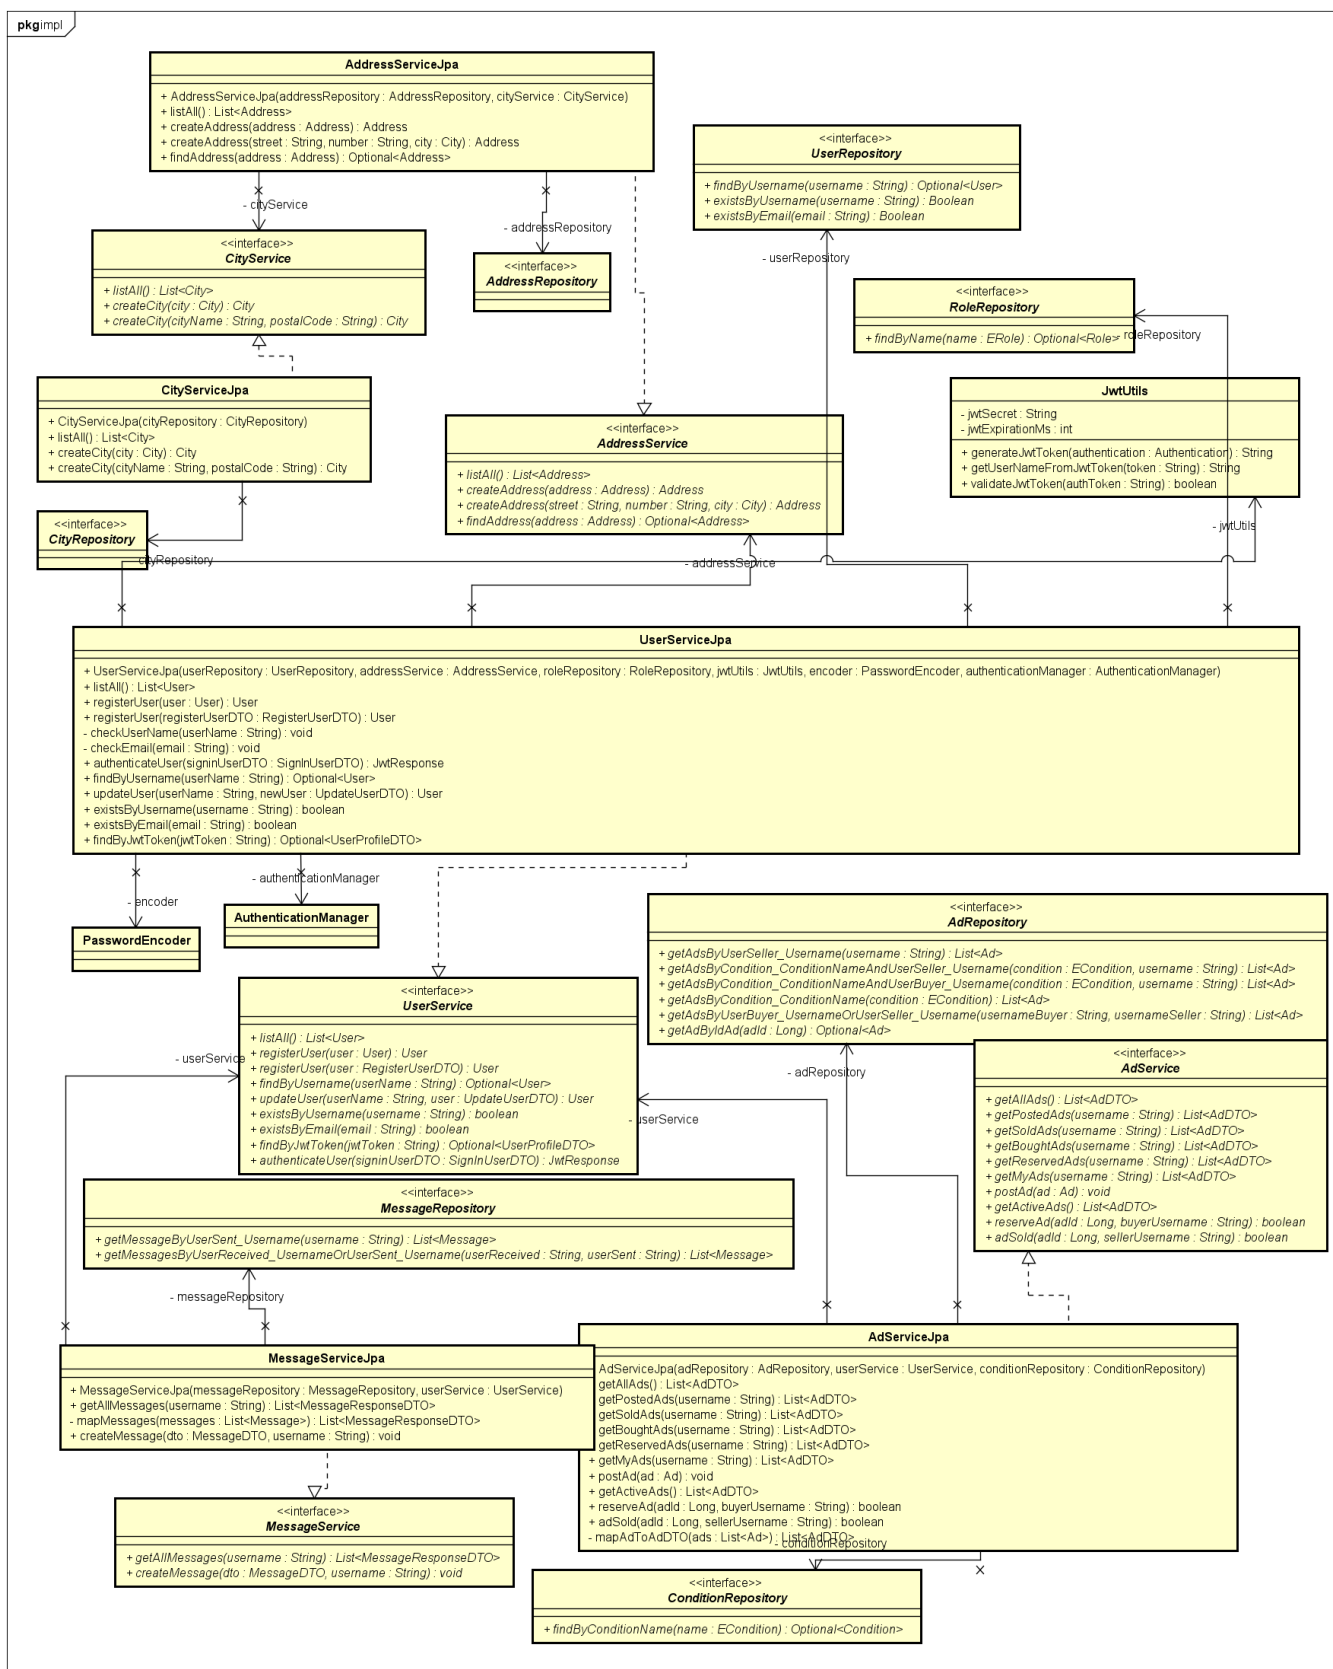 pkg impl
AddressServiceJpa
+ AddressServiceJpa(addressRepository : AddressRepository, cityService : CityService)
+ listAll() : List<Address>
+ createAddress(address : Address) : Address
+ createAddress(street : String, number : String, city : City) : Address
+ findAddress(address : Address) : Optional<Address>
<<interface>>
UserRepository
+ findByUsername(username : String) : Optional<User>
+ existsByUsername(username : String) : Boolean
+ existsByEmail(email : String) : Boolean
- cityService
- addressRepository
- userRepository
<<interface>>
CityService
+ listAll() : List<City>
+ createCity(city : City) : City
+ createCity(cityName : String, postalCode : String) : City
<<interface>>
AddressRepository
<<interface>>
RoleRepository
+ findByName(name : ERole) : Optional<Role>
- roleRepository
CityServiceJpa
+ CityServiceJpa(cityRepository : CityRepository)
+ listAll() : List<City>
+ createCity(city : City) : City
+ createCity(cityName : String, postalCode : String) : City
JwtUtils
- jwtSecret : String
- jwtExpirationMs : int
+ generateJwtToken(authentication : Authentication) : String
+ getUserNameFromJwtToken(token : String) : String
+ validateJwtToken(authToken : String) : boolean
<<interface>>
AddressService
+ listAll() : List<Address>
+ createAddress(address : Address) : Address
+ createAddress(street : String, number : String, city : City) : Address
+ findAddress(address : Address) : Optional<Address>
<<interface>>
CityRepository
cityRepository
- addressService
- jwtUtils
UserServiceJpa
+ UserServiceJpa(userRepository : UserRepository, addressService : AddressService, roleRepository : RoleRepository, jwtUtils : JwtUtils, encoder : PasswordEncoder, authenticationManager : AuthenticationManager)
+ listAll() : List<User>
+ registerUser(user : User) : User
+ registerUser(registerUserDTO : RegisterUserDTO) : User
- checkUserName(userName : String) : void
- checkEmail(email : String) : void
+ authenticateUser(signinUserDTO : SignInUserDTO) : JwtResponse
+ findByUsername(userName : String) : Optional<User>
+ updateUser(userName : String, newUser : UpdateUserDTO) : User
+ existsByUsername(username : String) : boolean
+ existsByEmail(email : String) : boolean
+ findByJwtToken(jwtToken : String) : Optional<UserProfileDTO>
- encoder
- authenticationManager
PasswordEncoder
AuthenticationManager
<<interface>>
AdRepository
+ getAdsByUserSeller_Username(username : String) : List<Ad>
+ getAdsByCondition_ConditionNameAndUserSeller_Username(condition : ECondition, username : String) : List<Ad>
+ getAdsByCondition_ConditionNameAndUserBuyer_Username(condition : ECondition, username : String) : List<Ad>
+ getAdsByCondition_ConditionName(condition : ECondition) : List<Ad>
+ getAdsByUserBuyer_UsernameOrUserSeller_Username(usernameBuyer : String, usernameSeller : String) : List<Ad>
+ getAdByIdAd(adId : Long) : Optional<Ad>
<<interface>>
UserService
+ listAll() : List<User>
+ registerUser(user : User) : User
+ registerUser(user : RegisterUserDTO) : User
+ findByUsername(userName : String) : Optional<User>
+ updateUser(userName : String, user : UpdateUserDTO) : User
+ existsByUsername(username : String) : boolean
+ existsByEmail(email : String) : boolean
+ findByJwtToken(jwtToken : String) : Optional<UserProfileDTO>
+ authenticateUser(signinUserDTO : SignInUserDTO) : JwtResponse
- userService
- adRepository
- userService
<<interface>>
AdService
+ getAllAds() : List<AdDTO>
+ getPostedAds(username : String) : List<AdDTO>
+ getSoldAds(username : String) : List<AdDTO>
+ getBoughtAds(username : String) : List<AdDTO>
+ getReservedAds(username : String) : List<AdDTO>
+ getMyAds(username : String) : List<AdDTO>
+ postAd(ad : Ad) : void
+ getActiveAds() : List<AdDTO>
+ reserveAd(adId : Long, buyerUsername : String) : boolean
+ adSold(adId : Long, sellerUsername : String) : boolean
<<interface>>
MessageRepository
+ getMessageByUserSent_Username(username : String) : List<Message>
+ getMessagesByUserReceived_UsernameOrUserSent_Username(userReceived : String, userSent : String) : List<Message>
- messageRepository
MessageServiceJpa
+ MessageServiceJpa(messageRepository : MessageRepository, userService : UserService)
+ getAllMessages(username : String) : List<MessageResponseDTO>
- mapMessages(messages : List<Message>) : List<MessageResponseDTO>
+ createMessage(dto : MessageDTO, username : String) : void
AdServiceJpa
AdServiceJpa(adRepository : AdRepository, userService : UserService, conditionRepository : ConditionRepository)
getAllAds() : List<AdDTO>
getPostedAds(username : String) : List<AdDTO>
getSoldAds(username : String) : List<AdDTO>
getBoughtAds(username : String) : List<AdDTO>
getReservedAds(username : String) : List<AdDTO>
+ getMyAds(username : String) : List<AdDTO>
+ postAd(ad : Ad) : void
+ getActiveAds() : List<AdDTO>
+ reserveAd(adId : Long, buyerUsername : String) : boolean
+ adSold(adId : Long, sellerUsername : String) : boolean
- mapAdToAdDTO(ads : List<Ad>) : List<AdDTO>
- conditionRepository
<<interface>>
MessageService
+ getAllMessages(username : String) : List<MessageResponseDTO>
+ createMessage(dto : MessageDTO, username : String) : void
<<interface>>
ConditionRepository
+ findByConditionName(name : ECondition) : Optional<Condition>